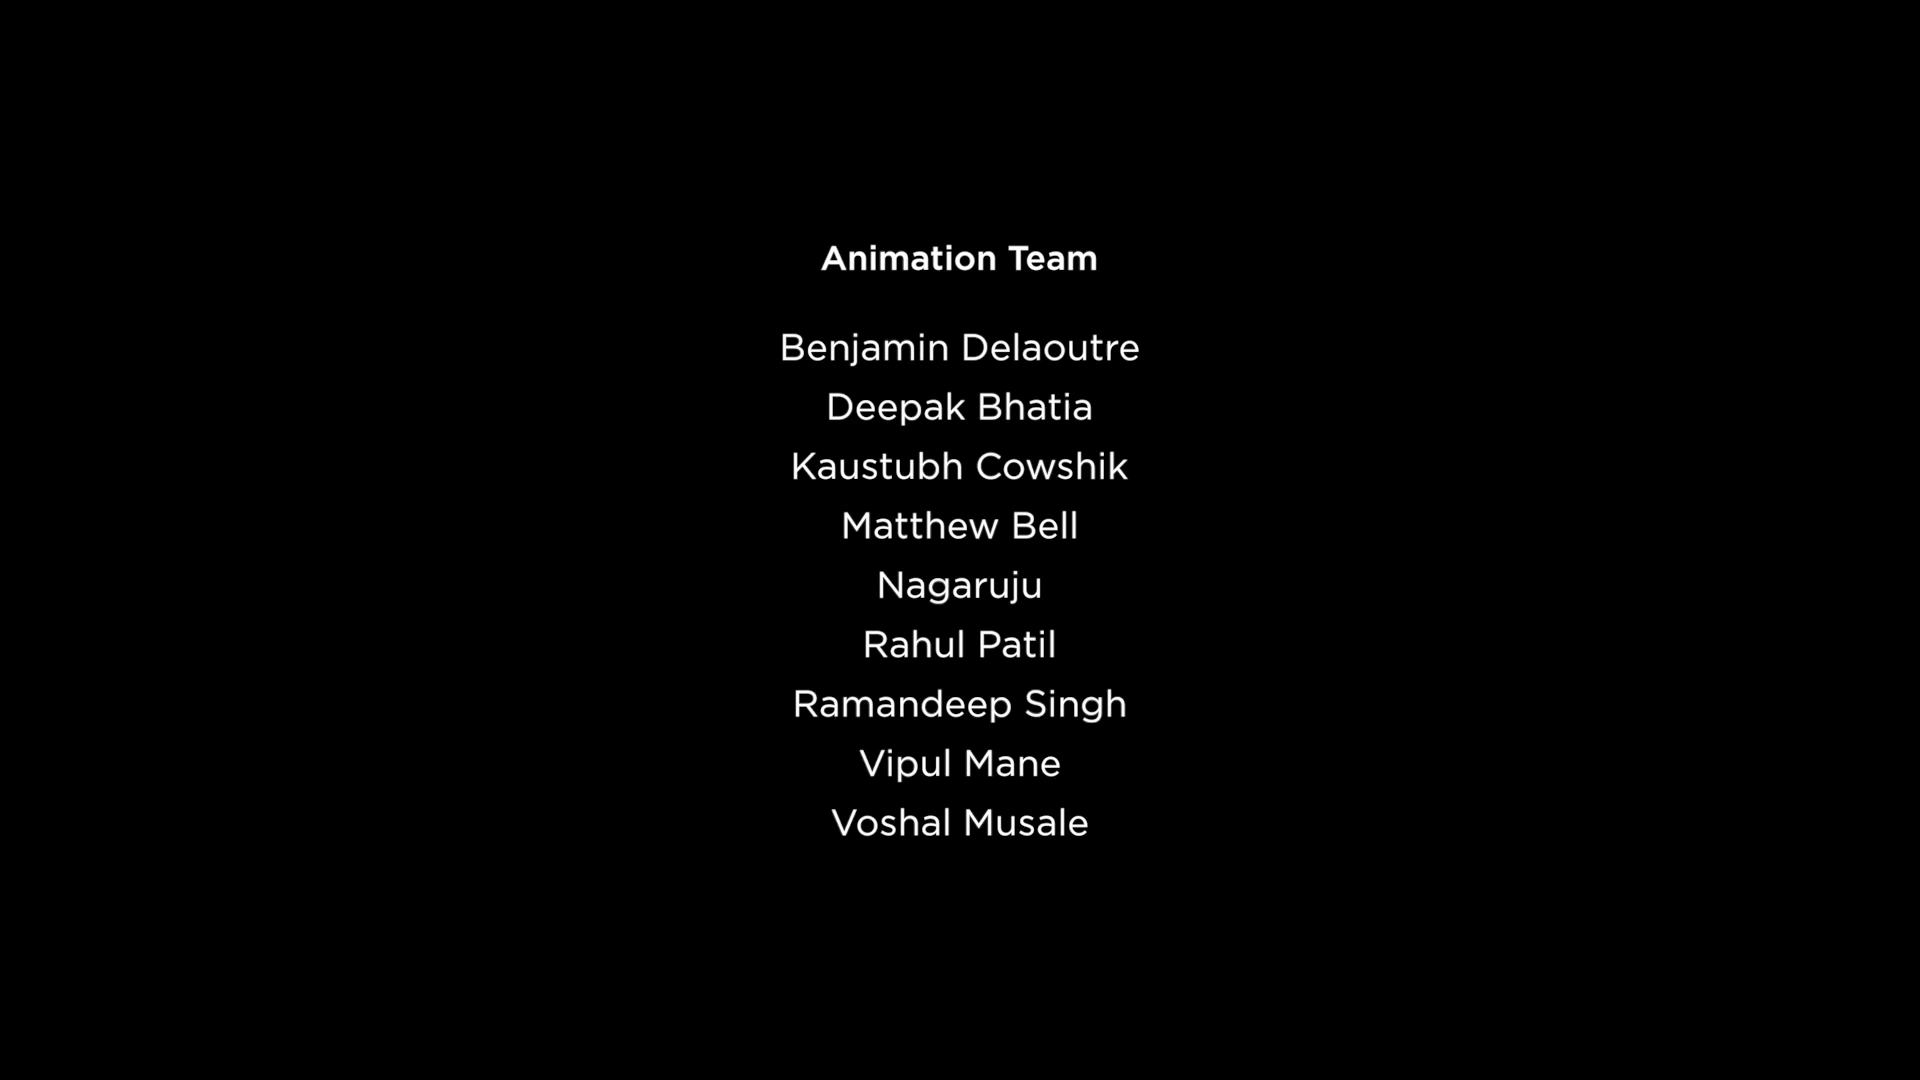 Animation Team
Benjamin Delaoutre
Deepak Bhatia
Kaustubh Cowshik
Matthew Bell
Nagaruju
Rahul Patil
Ramandeep Singh
Vipul Mane
Voshal Musale